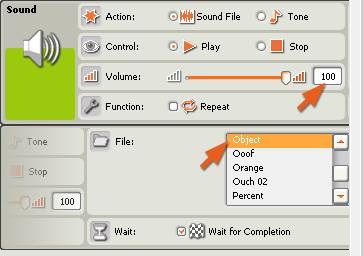 Sound
Action: Sound File Tone
Control: Play Stop
Volume: 100
Function: Repeat
Tone
Stop
100
File:
Object
Ooof
Orange
Ouch 02
Percent
Wait: Wait for Completion